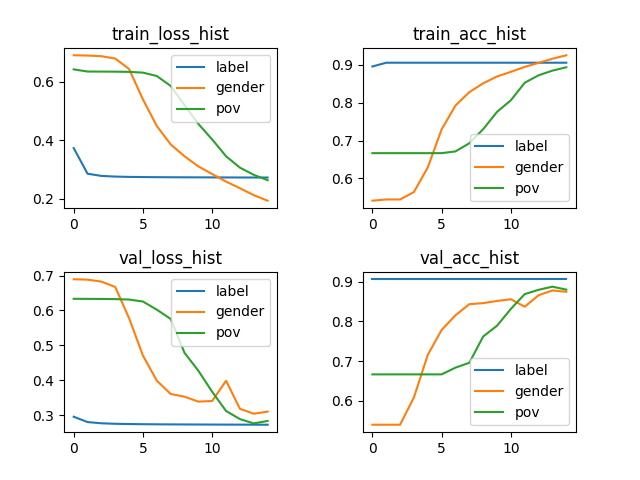 train_loss_hist
0.6
0.4
0.2
0 5 10
label
gender
pov
train_acc_hist
0.9
0.8
0.7
0.6
0 5 10
label
gender
pov
val_loss_hist
0.7
0.6
0.5
0.4
0.3
0 5 10
label
gender
pov
val_acc_hist
0.9
0.8
0.7
0.6
0 5 10
label
gender
pov